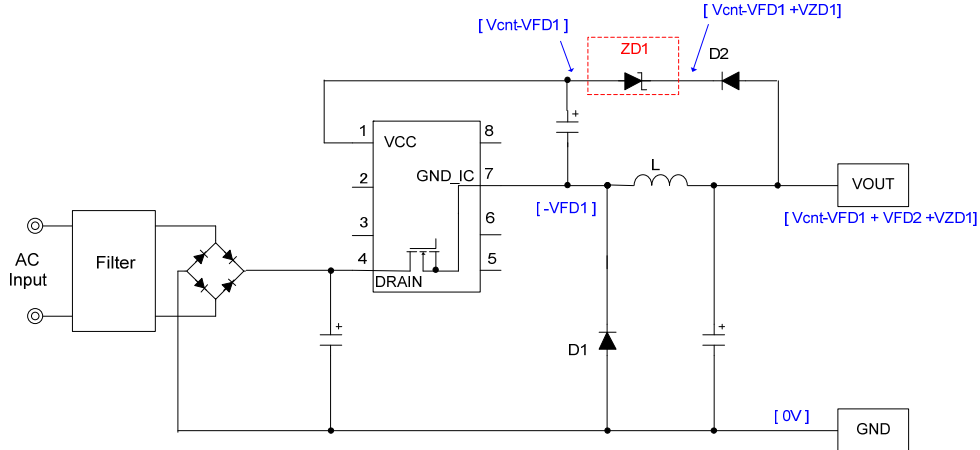 [ Vcnt-VFD1 +VZD1]
[ Vcnt-VFD1 ]
ZD1
D2
+
1
VCC
8
2
GND_IC
7
L
VOUT
[ -VFD1 ]
[ Vcnt-VFD1 + VFD2 +VZD1]
3
6
AC
Input
Filter
4
5
DRAIN
+
D1
+
[ 0V ]
GND